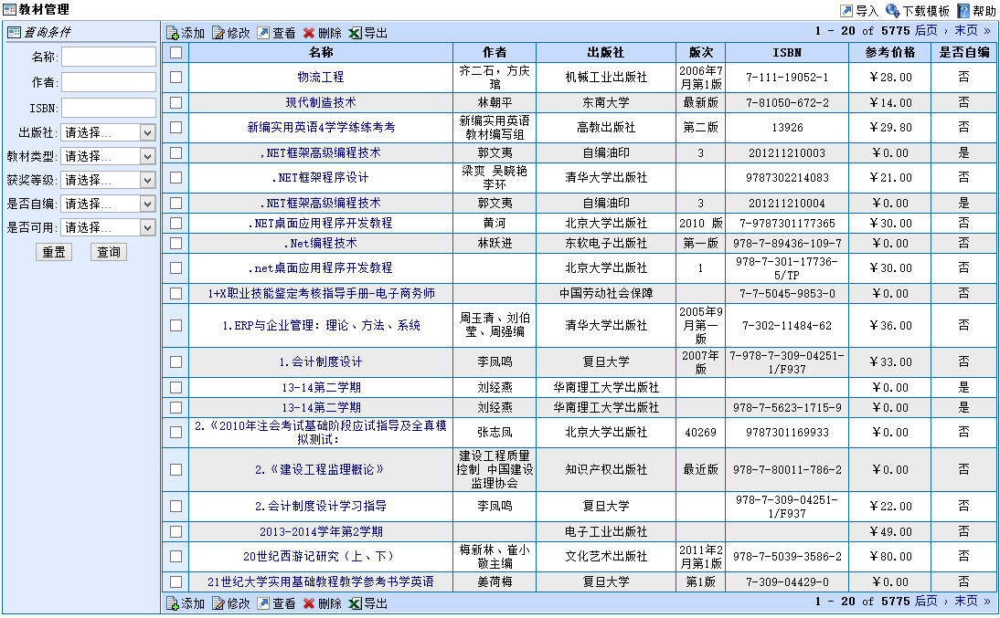 教材管理 导入 下载模板 帮助
查询条件
名称:
作者:
ISBN:
出版社: 请选择...
教材类型: 请选择...
获奖等级: 请选择...
是否自编: 请选择...
是否可用: 请选择...
重置 查询
添加 修改 查看 删除 导出 1 - 20 of 5775 后页 › 末页 »
名称 作者 出版社 版次 ISBN 参考价格 是否自编
物流工程 齐二石，方庆琯 机械工业出版社 2006年7月第1版 7-111-19052-1 ￥28.00 否
现代制造技术 林朝平 东南大学 最新版 7-81050-672-2 ￥14.00 否
新编实用英语4学学练练考考 新编实用英语教材编写组 高教出版社 第二版 13926 ￥29.80 否
,NET框架高级编程技术 郭文夷 自编油印 3 201211210003 ￥0.00 是
.NET框架程序设计 梁爽 吴晓艳 李环 清华大学出版社 9787302214083 ￥21.00 否
.NET框架高级编程技术 郭文夷 自编油印 3 201211210004 ￥0.00 是
.NET桌面应用程序开发教程 黄河 北京大学出版社 2010 版 7-9787301177365 ￥30.00 否
.Net编程技术 林跃进 东软电子出版社 第一版 978-7-89436-109-7 ￥0.00 否
.net桌面应用程序开发教程 北京大学出版社 1 978-7-301-17736-5/TP ￥30.00 否
1+X职业技能鉴定考核指导手册-电子商务师 中国劳动社会保障 7-7-5045-9853-0 ￥0.00 否
1.ERP与企业管理：理论、方法、系统 周玉清、刘伯莹、周强编 清华大学出版社 2005年9月第一版 7-302-11484-62 ￥36.00 否
1.会计制度设计 李凤鸣 复旦大学 2007年版 7-978-7-309-04251-1/F937 ￥33.00 否
13-14第二学期 刘经燕 华南理工大学出版社 ￥0.00 是
13-14第二学期 刘经燕 华南理工大学出版社 978-7-5623-1715-9 ￥0.00 是
2.《2010年注会考试基础阶段应试指导及全真模拟测试： 张志凤 北京大学出版社 40269 9787301169933 ￥0.00 否
2.《建设工程监理概论》 建设工程质量控制 中国建设监理协会 知识产权出版社 最近版 978-7-80011-786-2 ￥0.00 否
2.会计制度设计学习指导 李凤鸣 复旦大学 978-7-309-04251-1/F937 ￥22.00 否
2013-2014学年第2学期 电子工业出版社 ￥49.00 否
20世纪西游记研究（上、下） 梅新林、崔小敬主编 文化艺术出版社 2011年2月第1版 978-7-5039-3586-2 ￥80.00 否
21世纪大学实用基础教程教学参考书学英语 姜荷梅 复旦大学 第1版 7-309-04429-0 ￥0.00 否
添加 修改 查看 删除 导出 1 - 20 of 5775 后页 › 末页 »